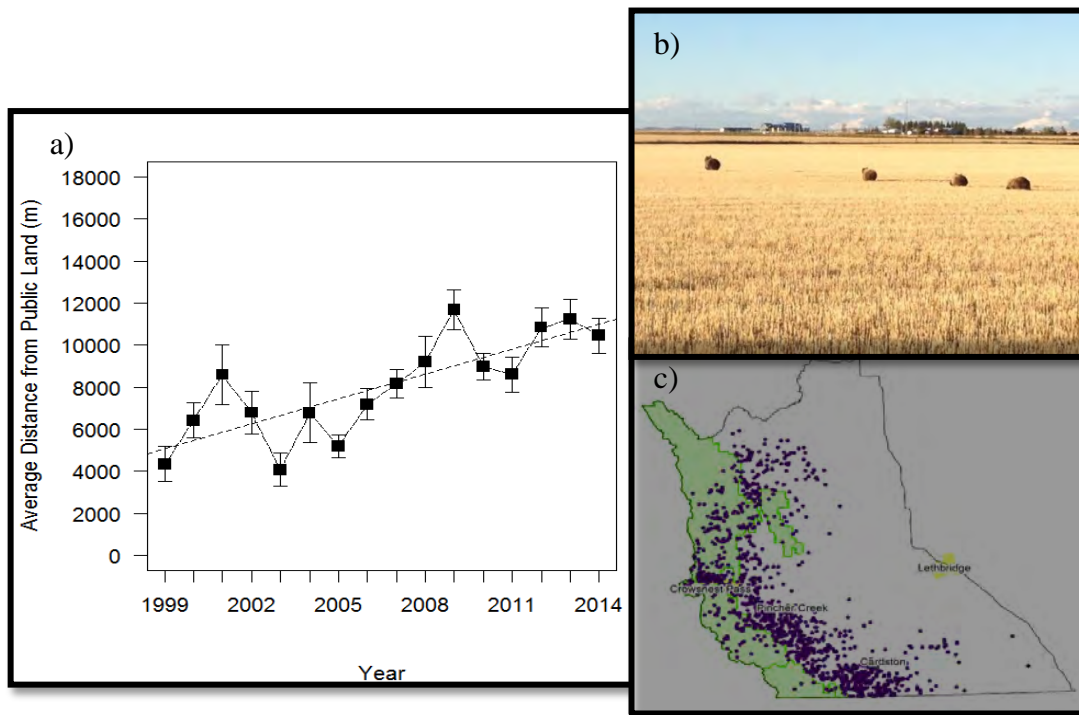 a)
Average Distance from Public Land (m)
18000
16000
14000
12000
10000
8000
6000
4000
2000
0
1999 2002 2005 2008 2011 2014
Year
b)
c)
Lethbridge
Crowsnest Pass
Pincher Creek
Cardston